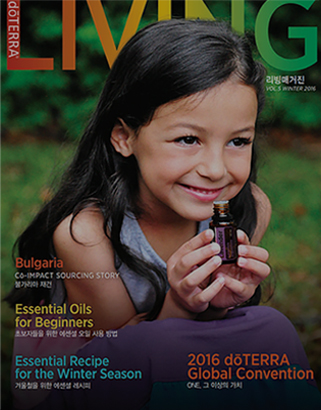 dōTERRA
LIVING
리빙매거진
VOL.5 WINTER 2016
Bulgaria
Co-IMPACT SOURCING STORY
불가리아 재건
Essential Oils
for Beginners
초보자들을 위한 에센셜 오일 사용 방법
Essential Recipe
for the Winter Season
겨울철을 위한 에센셜 레시피
2016 dōTERRA
Global Convention
ONE, 그 이상의 가치